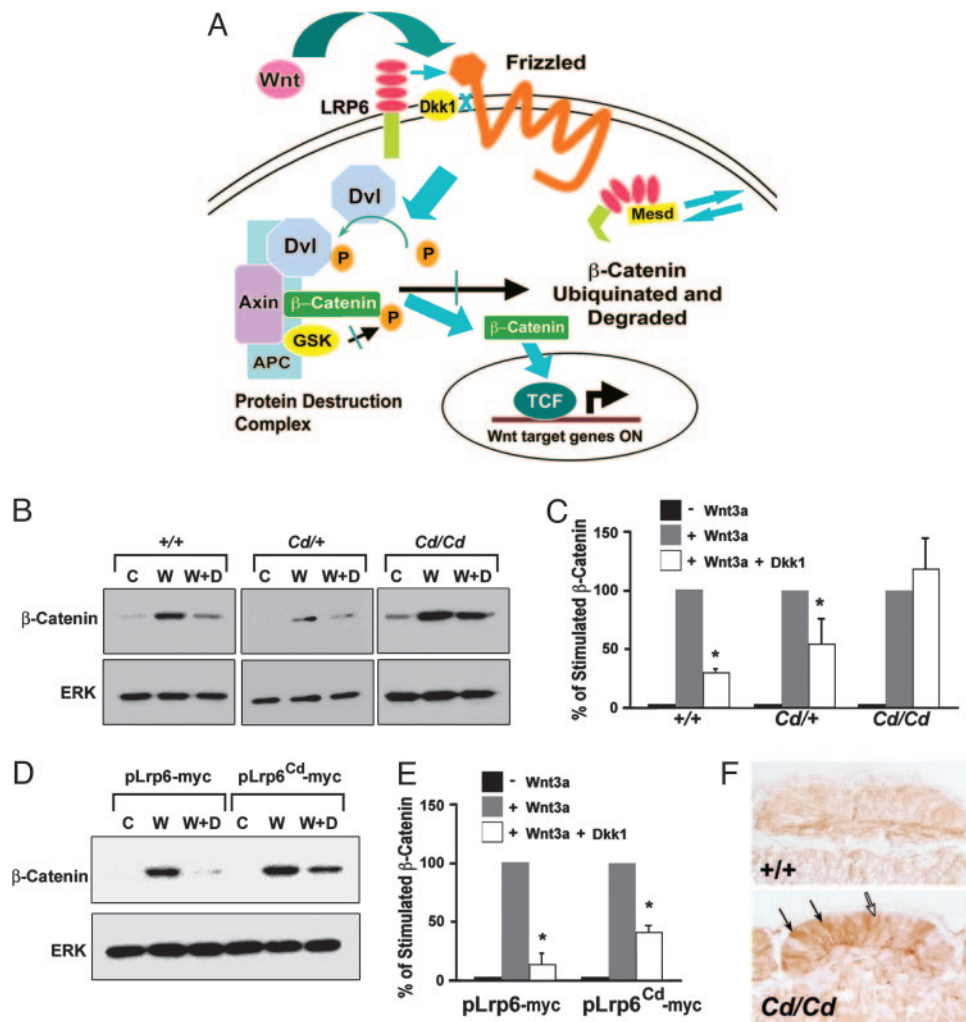 A
Wnt
Frizzled
LRP6
Dkk1
X
Dvl
Mesd
Dvl
P
P
Axin
β–Catenin
P
β-Catenin
Ubiquinated and
Degraded
GSK
β-Catenin
APC
TCF
Protein Destruction
Complex
Wnt target genes ON
B
+/+ Cd/+ Cd/Cd
C W W+D C W W+D C W W+D
β-Catenin
ERK
C
- Wnt3a
+ Wnt3a
+ Wnt3a + Dkk1
% of Stimulated β-Catenin
150
100
50
0
* *
+/+ Cd/+ Cd/Cd
D
pLrp6-myc pLrp6Cd-myc
C W W+D C W W+D
β-Catenin
ERK
E
- Wnt3a
+ Wnt3a
+ Wnt3a + Dkk1
% of Stimulated β-Catenin
150
100
50
0
* *
pLrp6-myc pLrp6Cd-myc
F
+/+
Cd/Cd